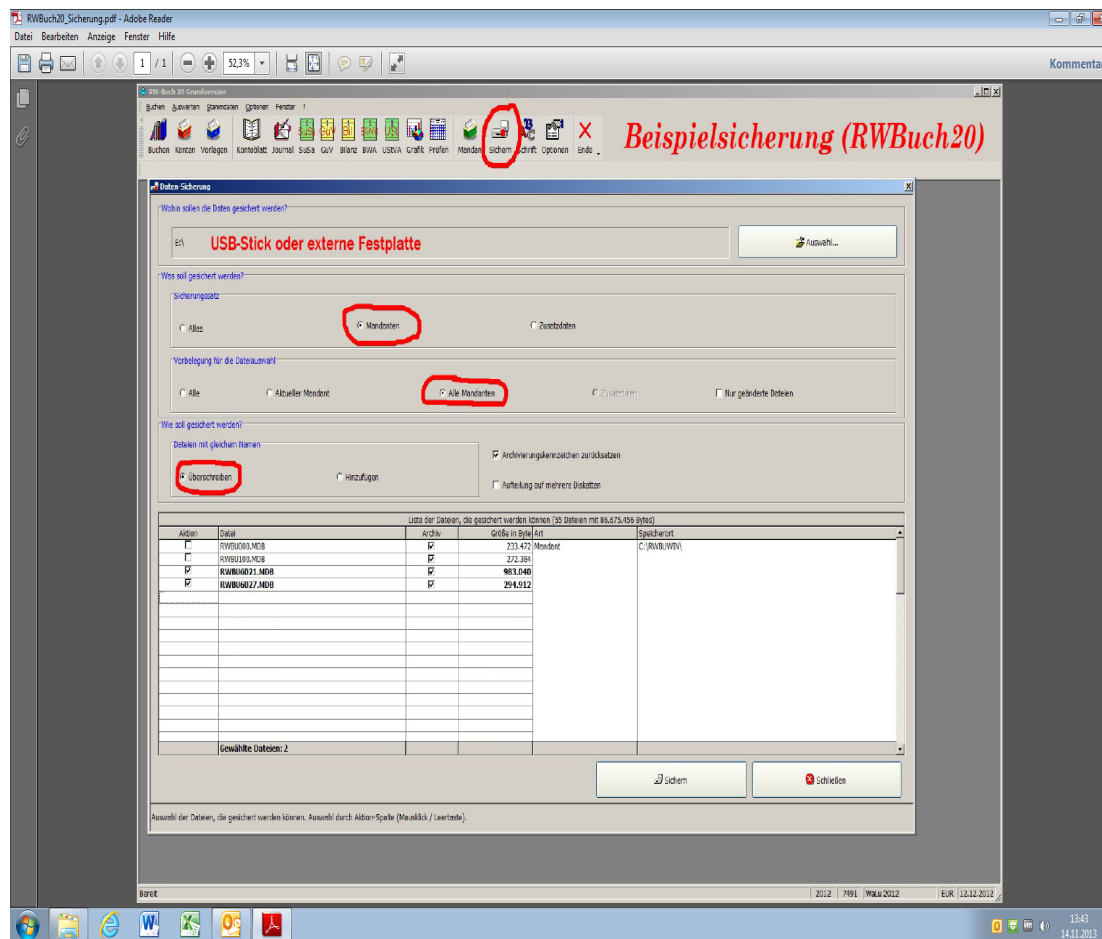 RWBuch20_Sicherung.pdf - Adobe Reader
Datei Bearbeiten Anzeige Fenster Hilfe
1 / 1 52,3% Kommentar
RW-Buch 20 Grundversion
Buchen Auswerten Stammdaten Optionen Fenster ?
Buchen Konten Vorlagen Kontoblatt Journal SuSa GuV Bilanz BWA UStVA Grafik Prüfen Mandant Sichern Schrift Optionen Ende
Beispielsicherung (RWBuch20)
Daten-Sicherung
Wohin sollen die Daten gesichert werden?
E:\ USB-Stick oder externe Festplatte Auswahl...
Was soll gesichert werden?
Sicherungssatz
Alles Mandanten Zusatzdaten
Vorbelegung für die Dateiauswahl
Alle Aktueller Mandant Alle Mandanten Zusatzdaten Nur geänderte Dateien
Wie soll gesichert werden?
Dateien mit gleichem Namen
Archivierungskennzeichen zurücksetzen
Überschreiben Hinzufügen
Aufteilung auf mehrere Disketten
Liste der Dateien, die gesichert werden können (55 Dateien mit 86.675.456 Bytes)
Aktion Datei Archiv Größe in Byte Art Speicherort
RWBU000.MDB 233.472 Mandant C:\RWBUWIN\
RWBU100.MDB 272.384
RWBU6021.MDB 983.040
RWBU6027.MDB 294.912
Gewählte Dateien: 2
Sichern Schließen
Auswahl der Dateien, die gesichert werden können. Auswahl durch Aktion-Spalte (Mausklick / Leertaste).
Bereit 2012 7491 WaLu 2012 EUR 12.12.2012
13:43
14.11.2013